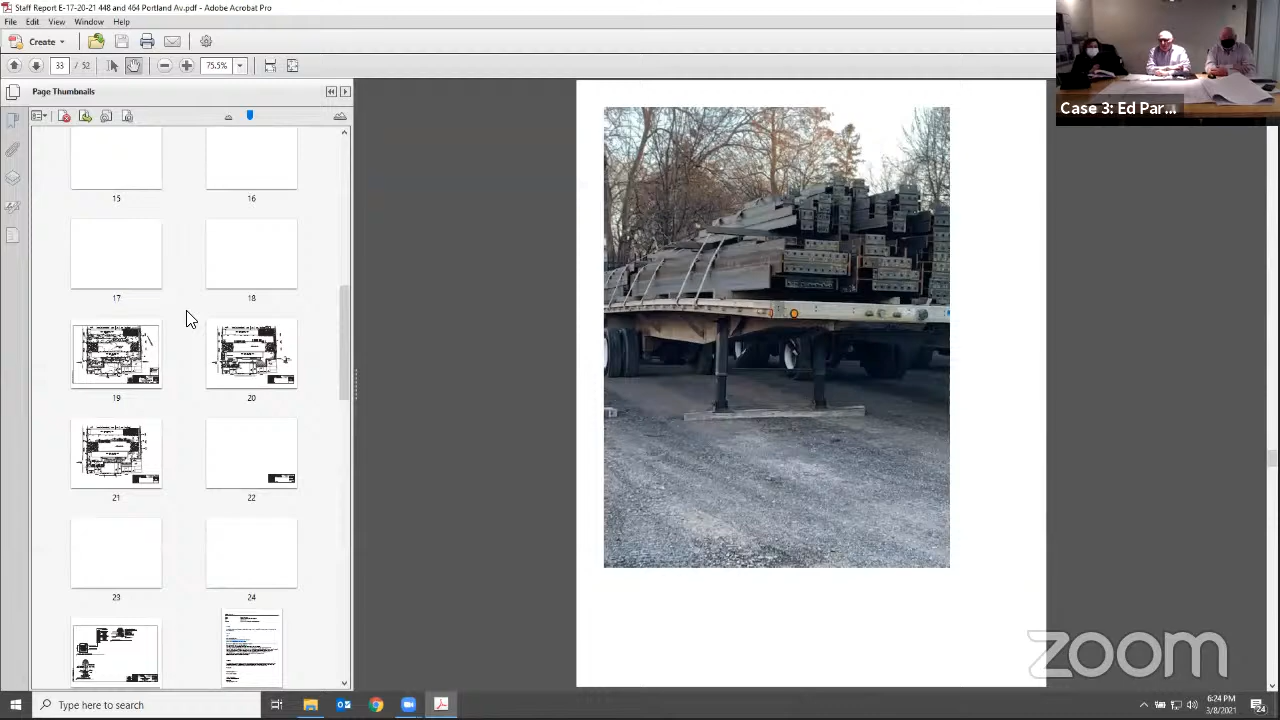 Staff Report E-17-20-21 448 and 464 Portland Av.pdf - Adobe Acrobat Pro
File Edit View Window Help
Create
33 / 52 75.5%
Page Thumbnails
15 16
17 18
19 20
21 22
23 24
Case 3: Ed Par...
zoom
Type here to search
6:24 PM
3/8/2021
24